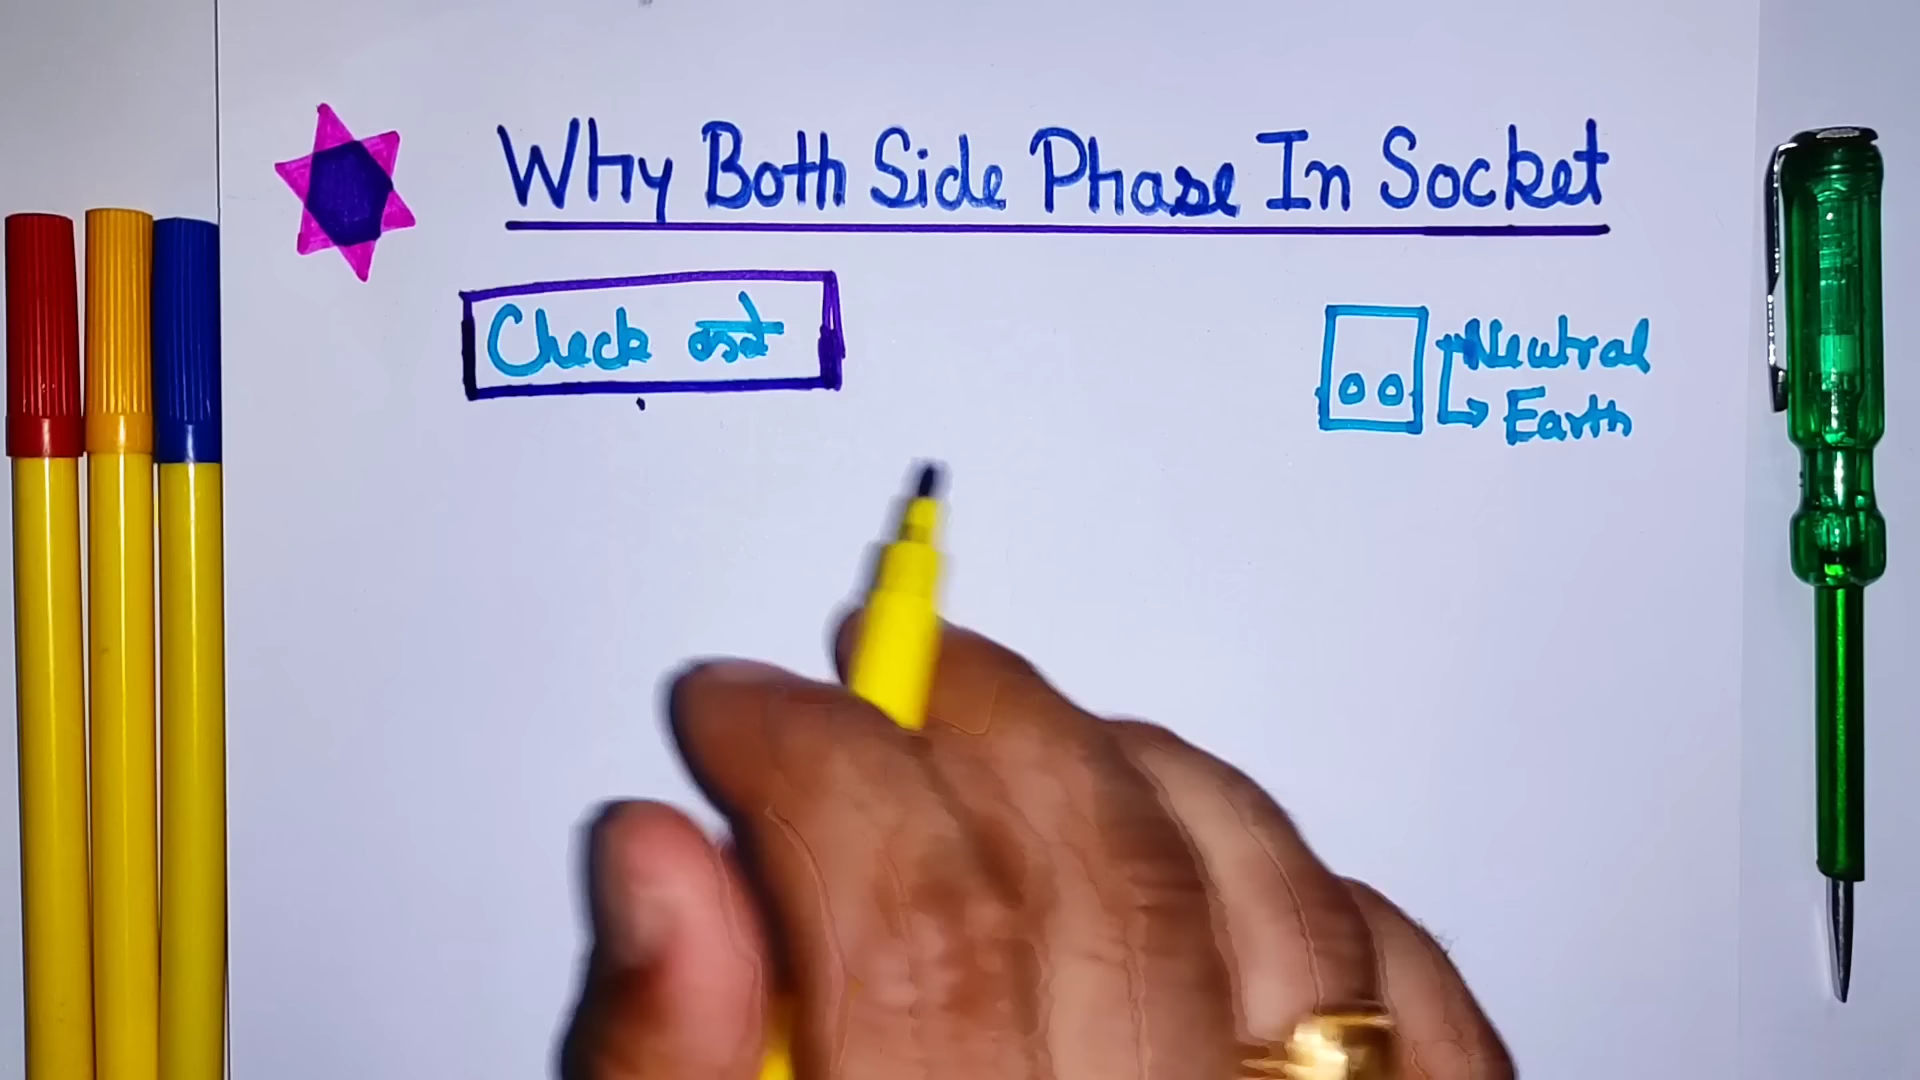 Why Both Side Phase In Socket
Check करे
Neutral
Earth